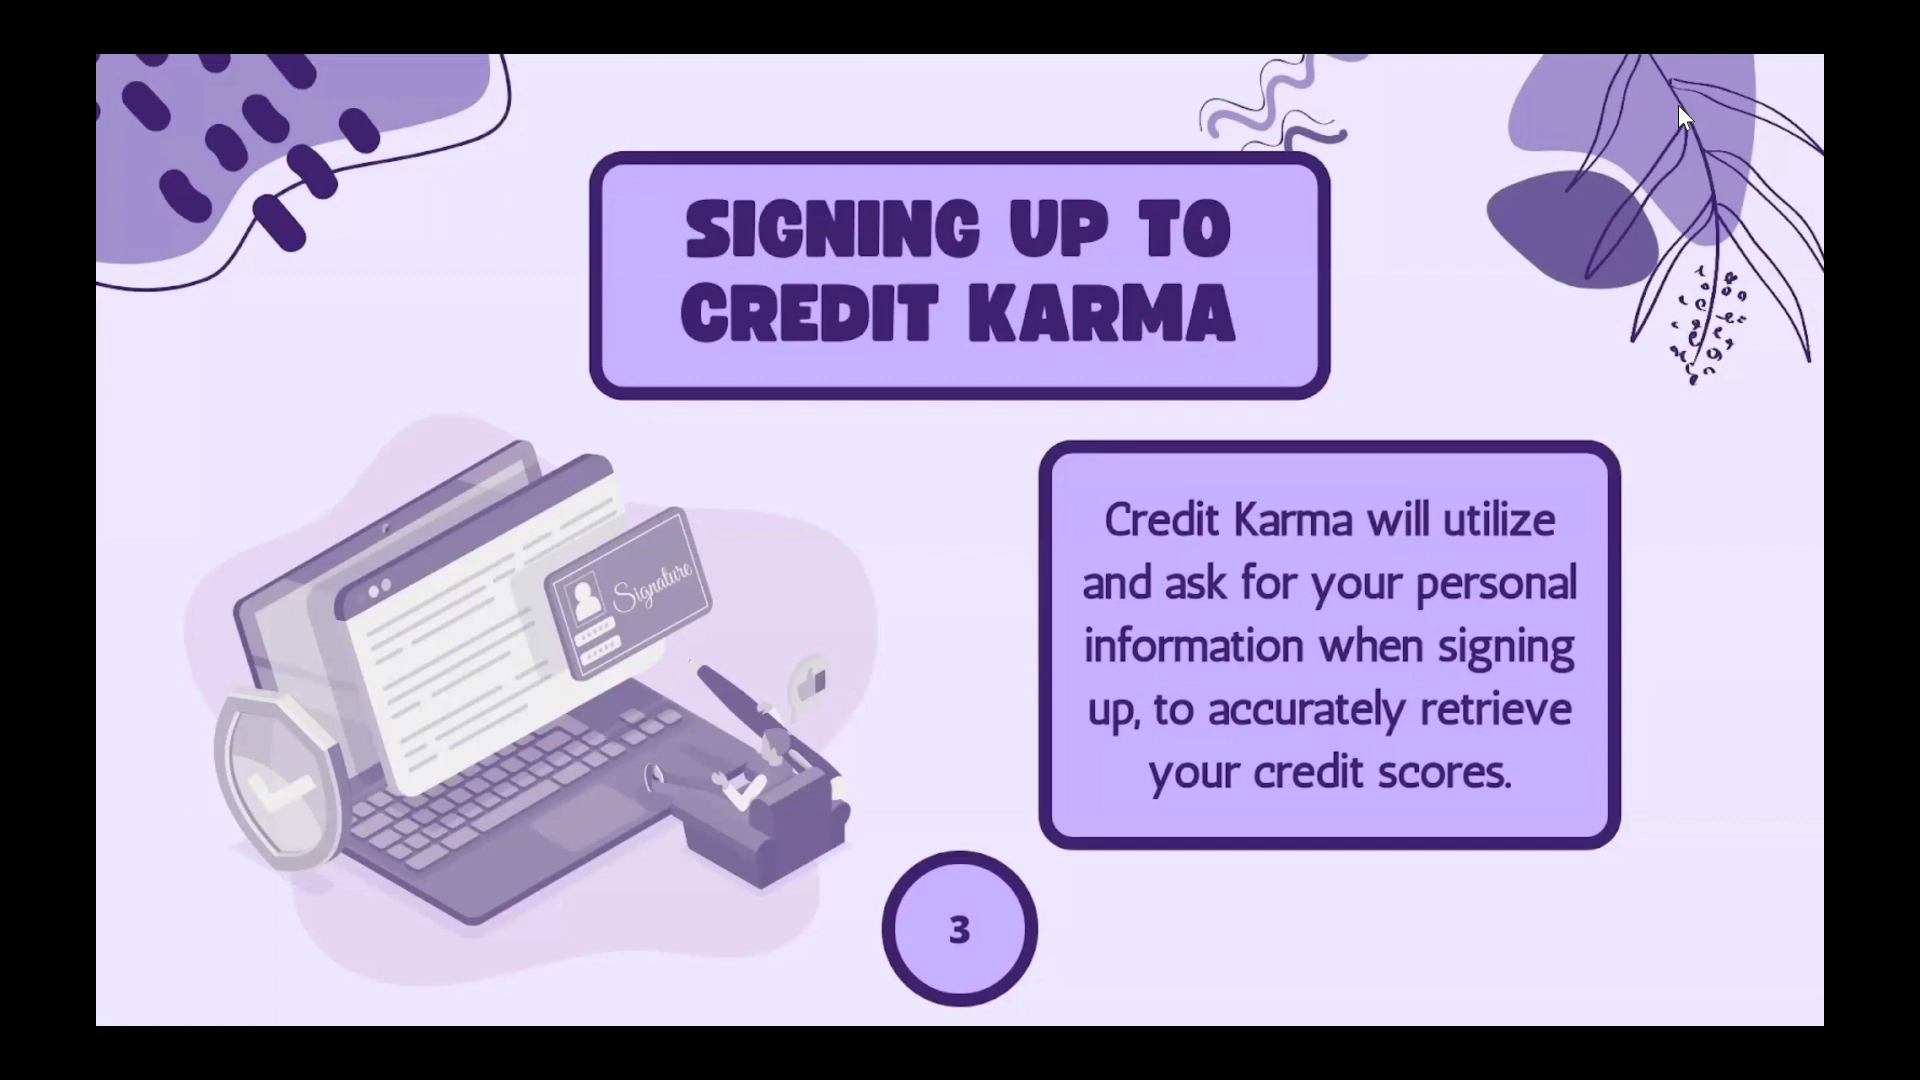 SIGNING UP TO
CREDIT KARMA
Signature
Credit Karma will utilize
and ask for your personal
information when signing
up, to accurately retrieve
your credit scores.
3